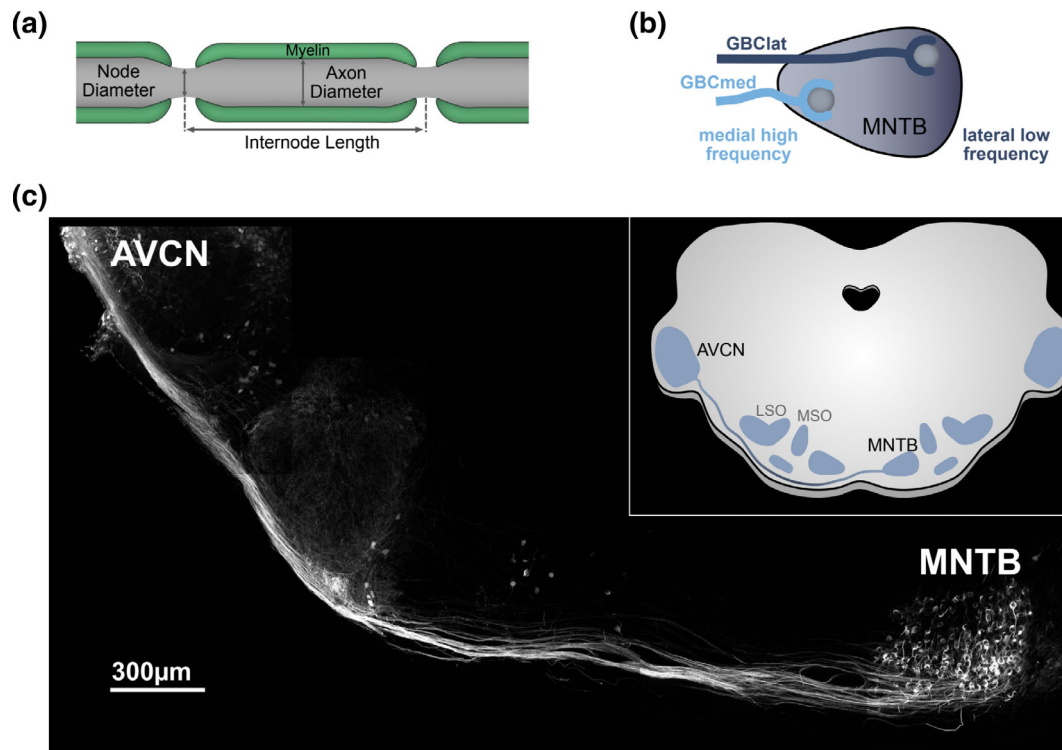 (a)
Myelin
Node
Diameter
Axon
Diameter
Internode Length
(b)
GBClat
GBCmed
MNTB
medial high
frequency
lateral low
frequency
(c)
AVCN
AVCN
LSO
MSO
MNTB
MNTB
300µm